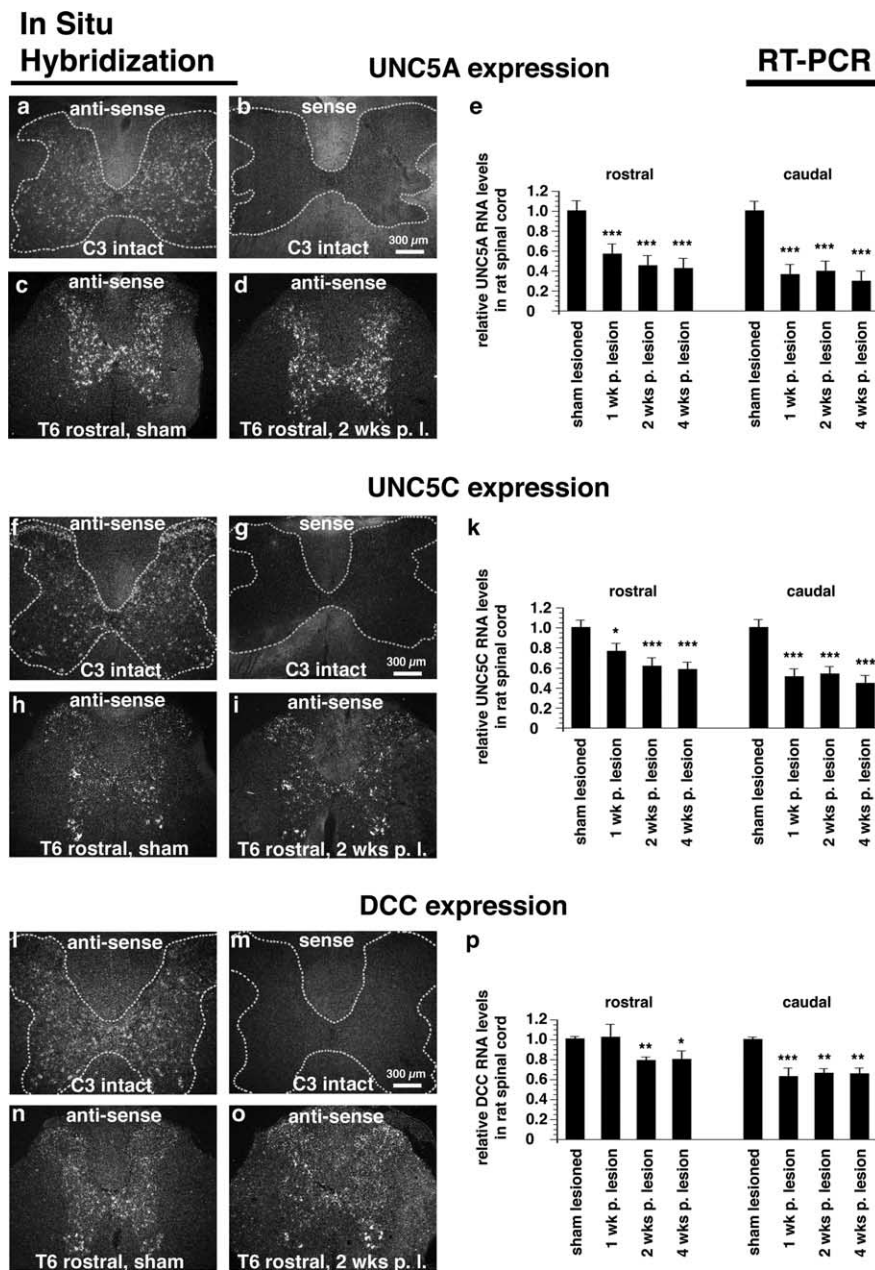 In Situ
Hybridization
UNC5A expression
RT-PCR
a
anti-sense
C3 intact
b
sense
C3 intact
300 µm
c
anti-sense
T6 rostral, sham
d
anti-sense
T6 rostral, 2 wks p. l.
e
rostral
caudal
relative UNC5A RNA levels
in rat spinal cord
1.2
1.0
0.8
0.6
0.4
0.2
0
***
***
***
***
***
***
sham lesioned
1 wk p. lesion
2 wks p. lesion
4 wks p. lesion
sham lesioned
1 wk p. lesion
2 wks p. lesion
4 wks p. lesion
UNC5C expression
f
anti-sense
C3 intact
g
sense
C3 intact
300 µm
h
anti-sense
T6 rostral, sham
i
anti-sense
T6 rostral, 2 wks p. l.
k
rostral
caudal
relative UNC5C RNA levels
in rat spinal cord
1.2
1.0
0.8
0.6
0.4
0.2
0
*
***
***
***
***
***
sham lesioned
1 wk p. lesion
2 wks p. lesion
4 wks p. lesion
sham lesioned
1 wk p. lesion
2 wks p. lesion
4 wks p. lesion
DCC expression
l
anti-sense
C3 intact
m
sense
C3 intact
300 µm
n
anti-sense
T6 rostral, sham
o
anti-sense
T6 rostral, 2 wks p. l.
p
rostral
caudal
relative DCC RNA levels
in rat spinal cord
1.2
1.0
0.8
0.6
0.4
0.2
0
**
*
***
**
**
sham lesioned
1 wk p. lesion
2 wks p. lesion
4 wks p. lesion
sham lesioned
1 wk p. lesion
2 wks p. lesion
4 wks p. lesion